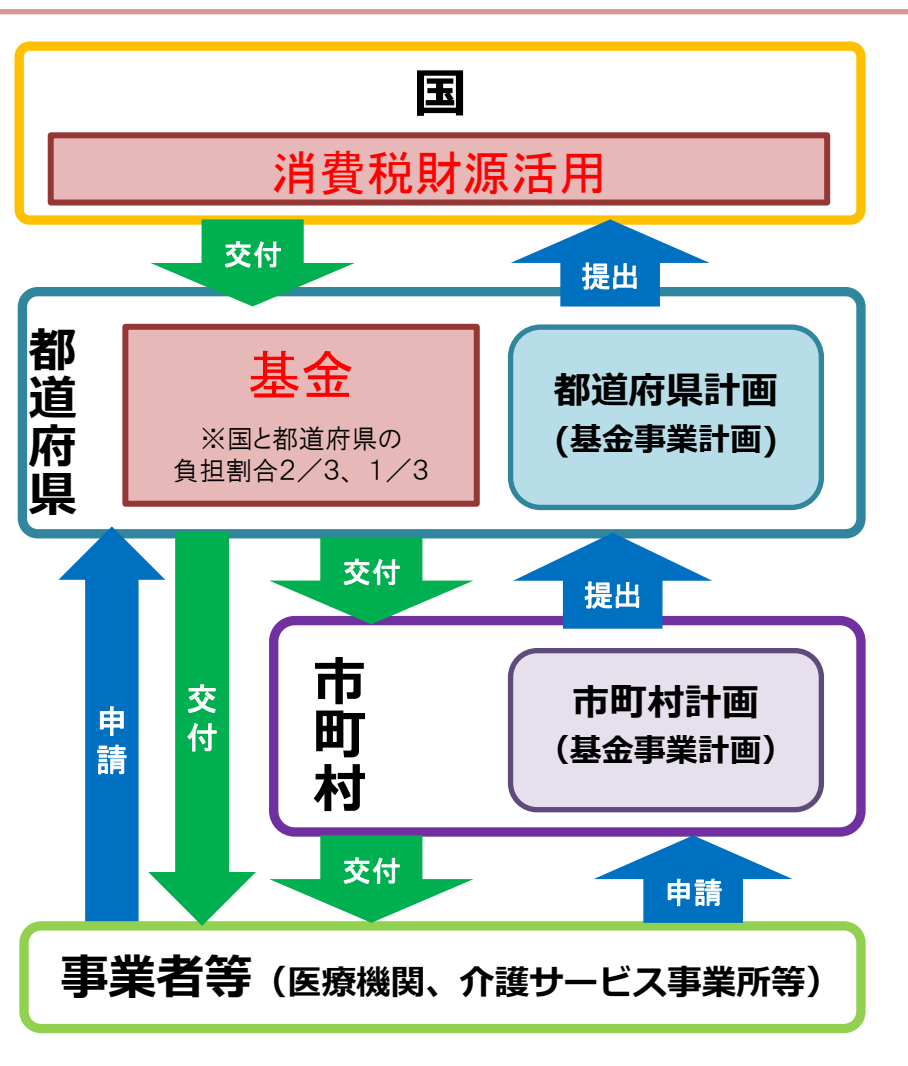 国
消費税財源活用
交付
提出
都道府県
基金
※国と都道府県の
負担割合2／3、1／3
都道府県計画
(基金事業計画)
申請
交付
交付
提出
市町村
市町村計画
（基金事業計画）
交付
申請
事業者等（医療機関、介護サービス事業所等）